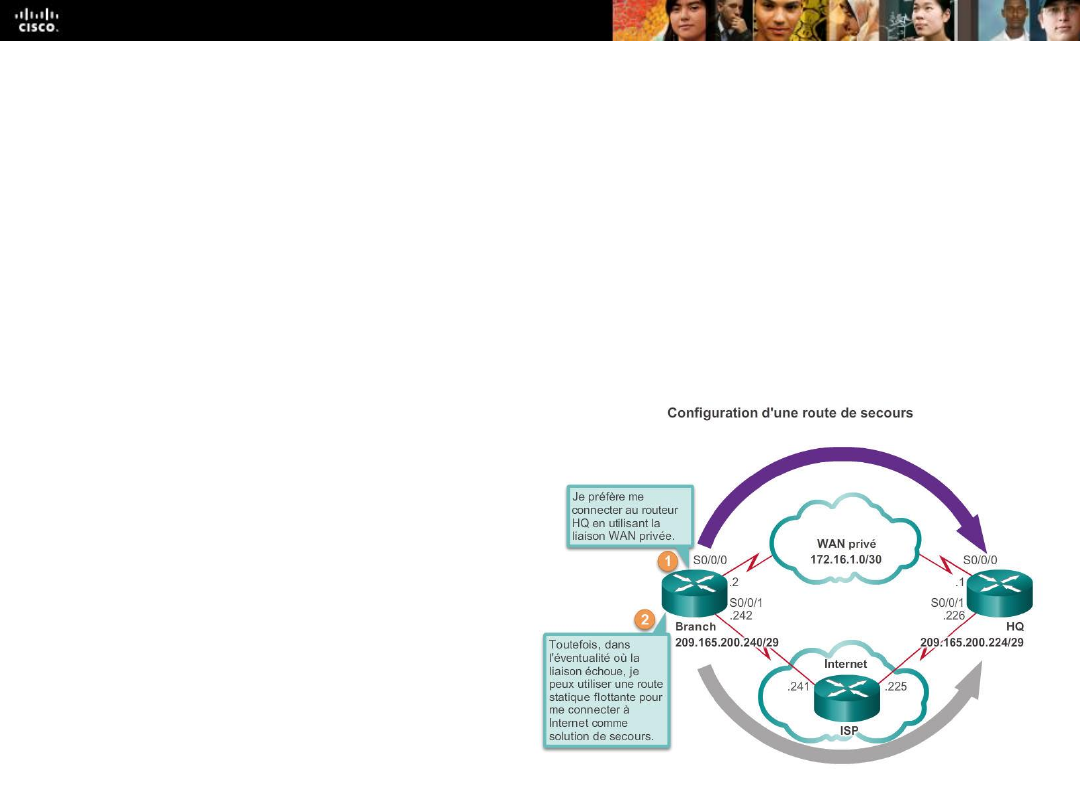 CISCO.
Configuration d'une route de secours
Je préfère me
connecter au routeur
HQ en utilisant la
liaison WAN privée.
WAN privé
172.16.1.0/30
1
S0/0/0
S0/0/0
.2
.1
S0/0/1
.242
S0/0/1
.226
2
Branch
HQ
209.165.200.240/29
209.165.200.224/29
Toutefois, dans
l'éventualité où la
liaison échoue, je
peux utiliser une route
statique flottante pour
me connecter à
Internet comme
solution de secours.
Internet
.241
.225
ISP